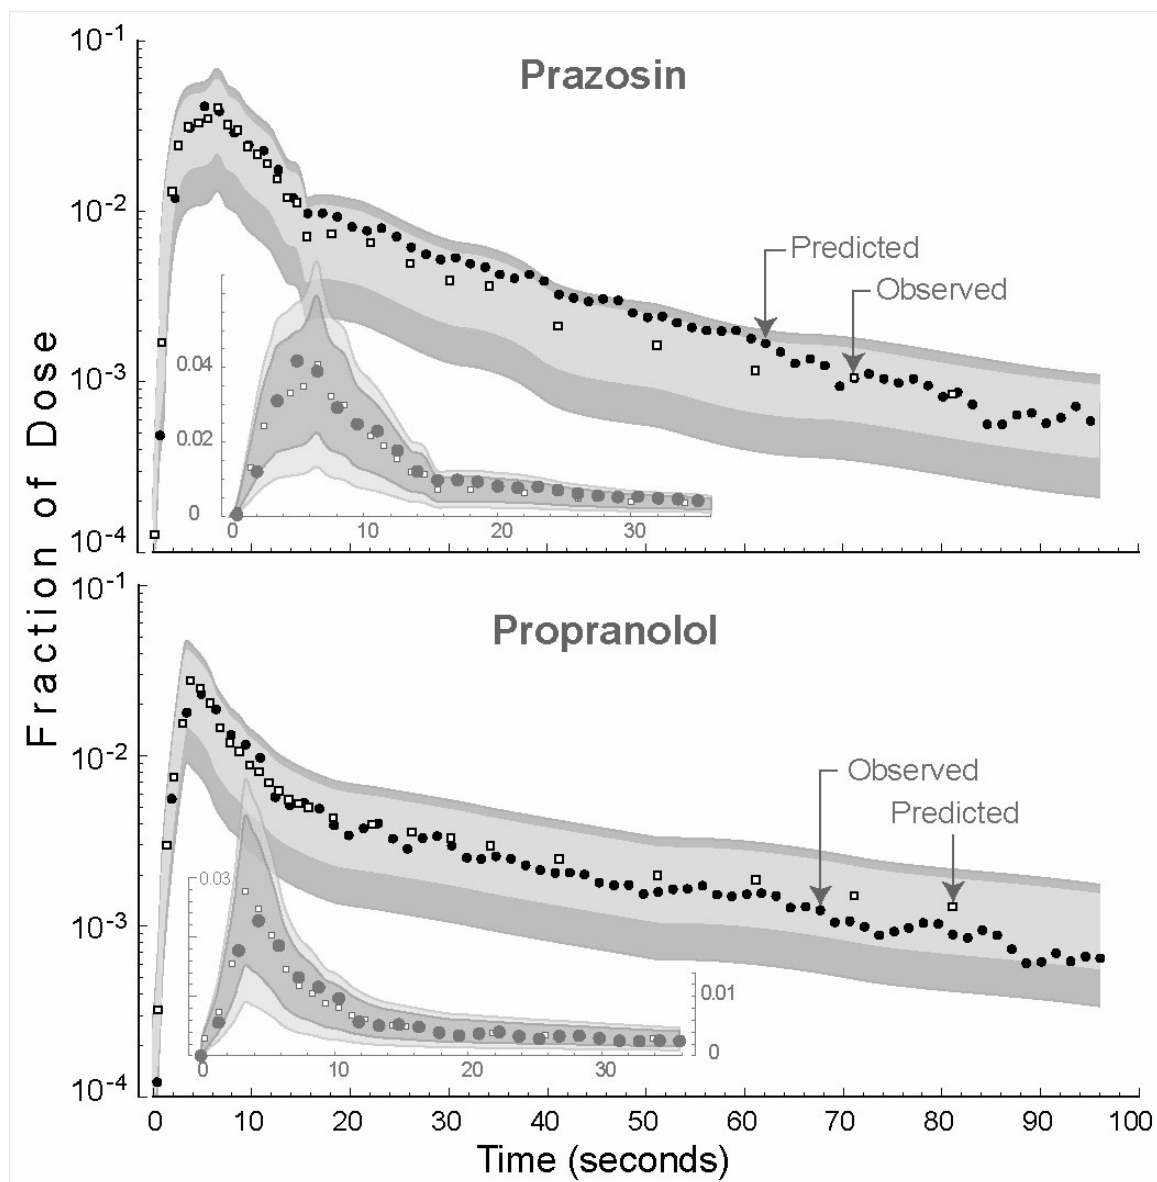 10-1
Prazosin
10-2
Predicted
Observed
0.04
10-3
0.02
0
10-4
0 10 20 30
Fraction of Dose
10-1
Propranolol
10-2
Observed
Predicted
0.03
10-3
0.01
0
0 20 30
10-4
0 10 20 30 40 50 60 70 80 90 100
Time (seconds)